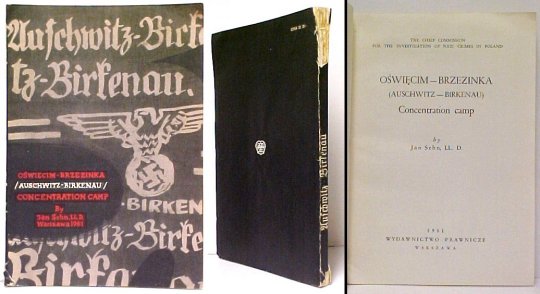 Auschwitz-Birke
tz-Birkenau.
OŚWIĘCIM-BRZEZINKA
/AUSCHWITZ-BIRKENAU/
CONCENTRATION CAMP
By
Jan Sehn, LL. D.
Warszawa 1961
-BIRKEN
Auschwitz-Birke
Birkena
Auschwitz Birkenau
THE CHIEF COMMISSION
FOR THE INVESTIGATION OF NAZI CRIMES IN POLAND
OŚWIĘCIM—BRZEZINKA
(AUSCHWITZ—BIRKENAU)
Concentration camp
by
Jan Sehn, LL. D.
1961
WYDAWNICTWO PRAWNICZE
WARSZAWA